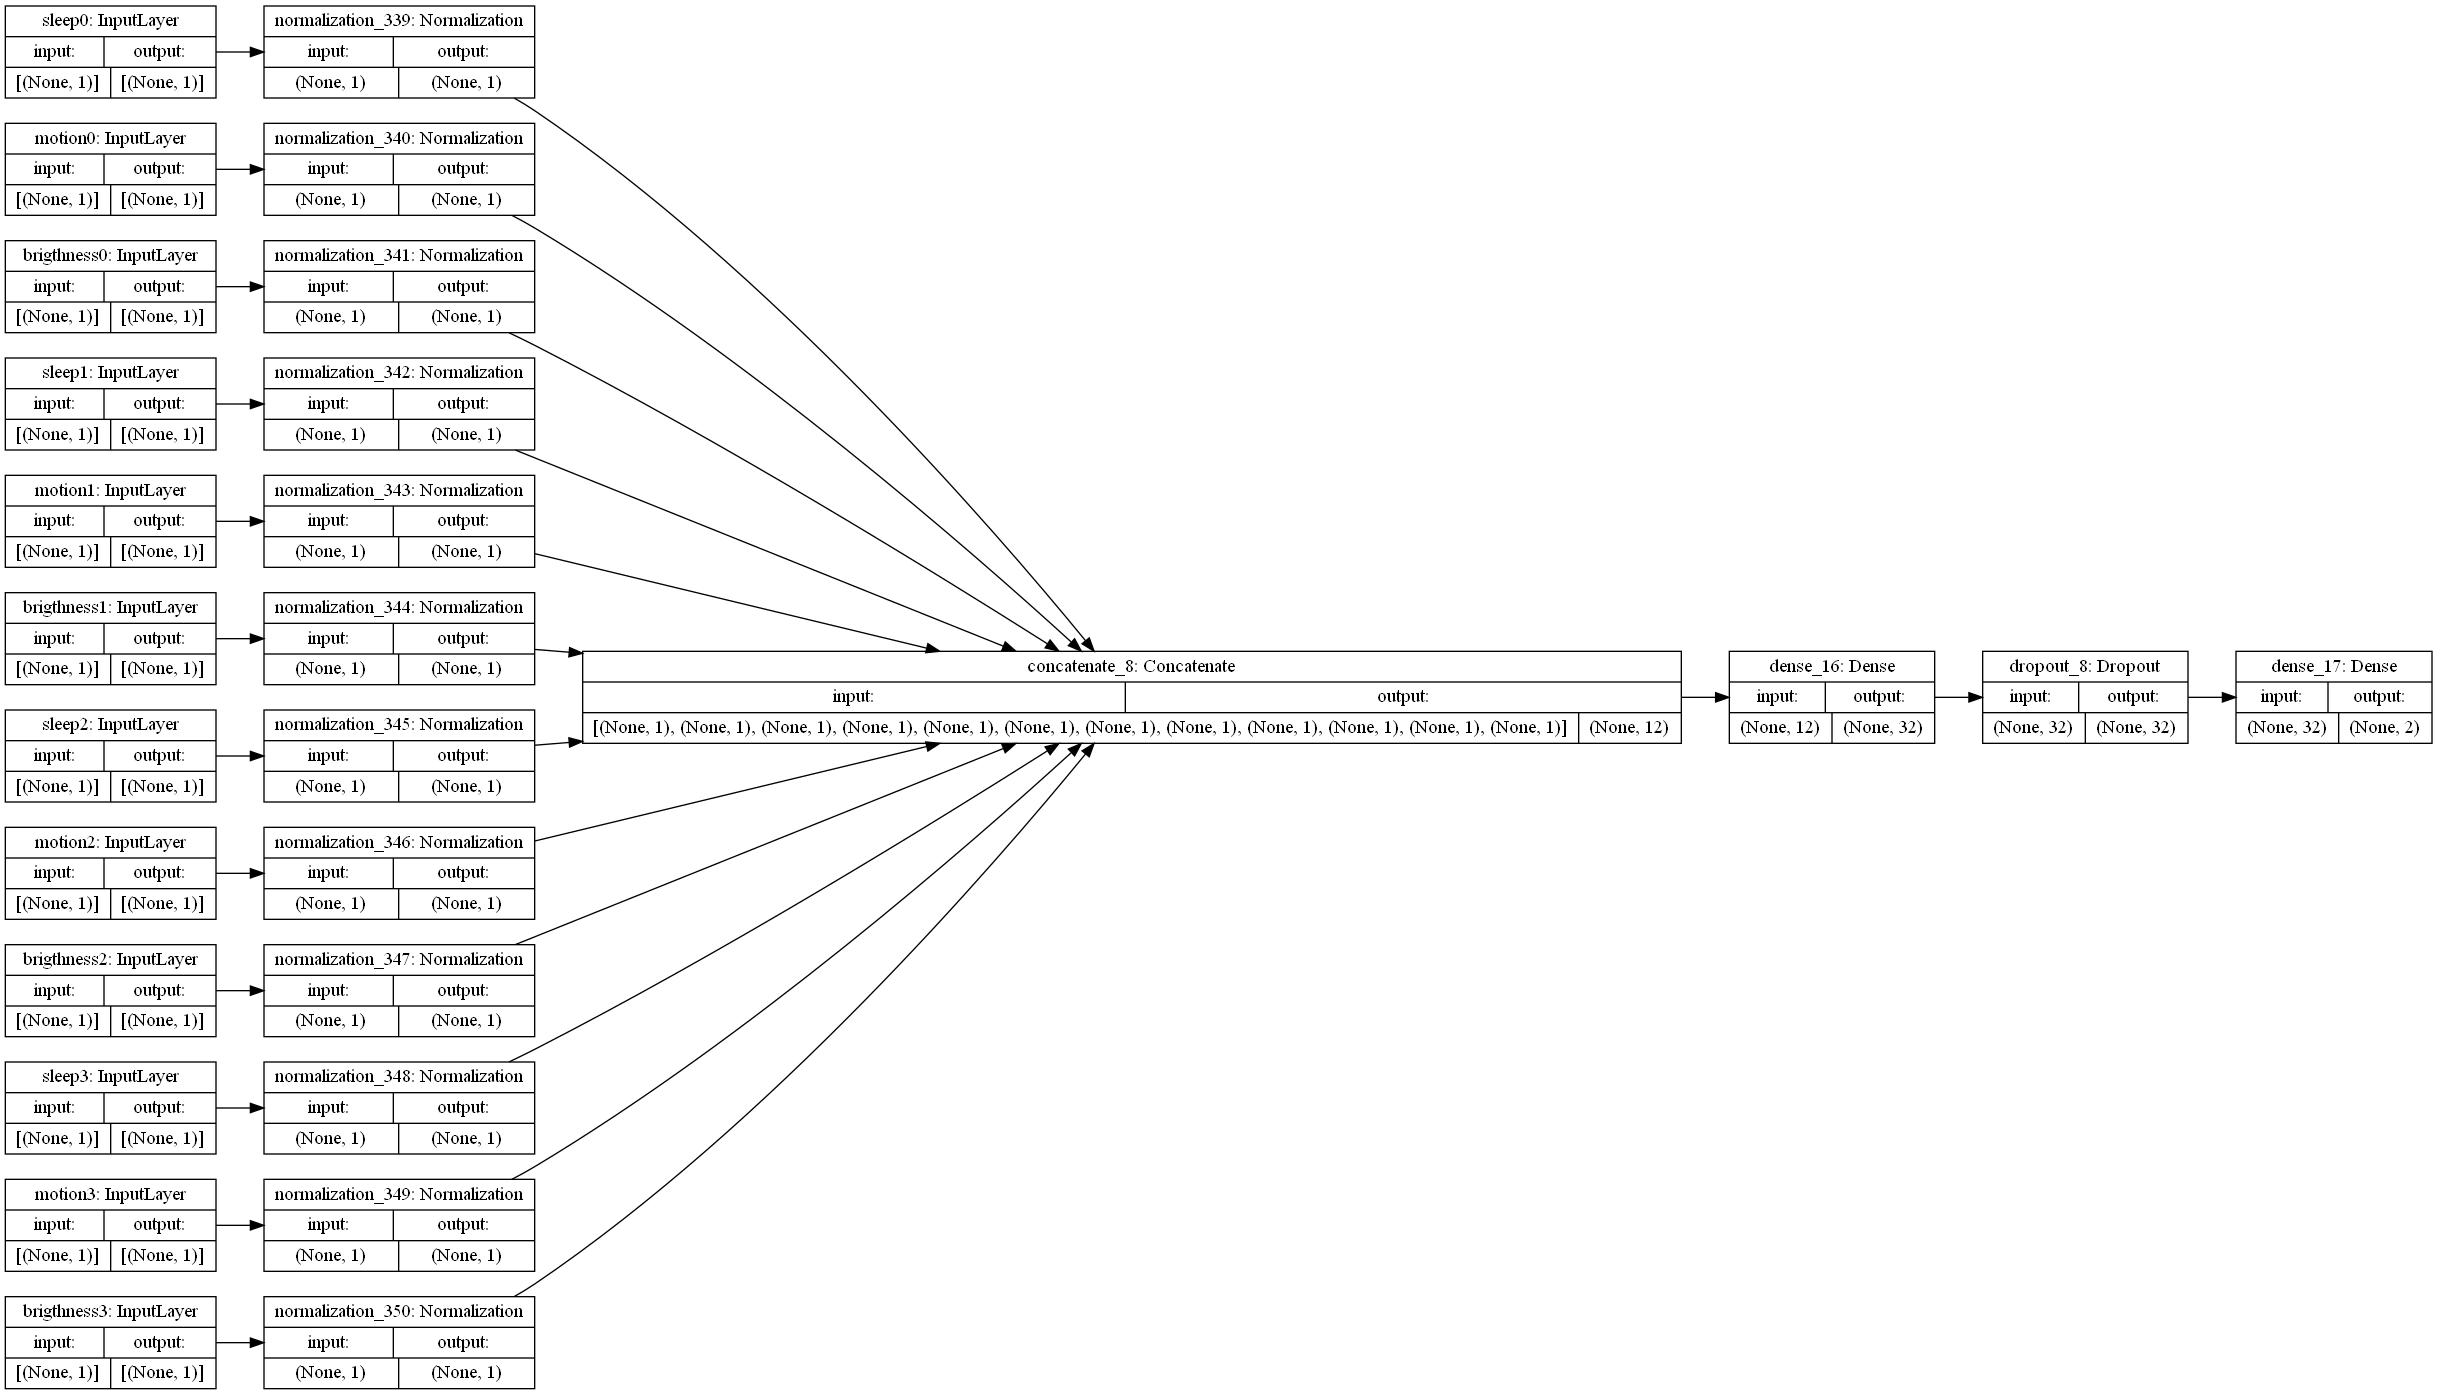 sleep0: InputLayer
input: output:
[(None, 1)] [(None, 1)]
normalization_339: Normalization
input: output:
(None, 1) (None, 1)
motion0: InputLayer
input: output:
[(None, 1)] [(None, 1)]
normalization_340: Normalization
input: output:
(None, 1) (None, 1)
brigthness0: InputLayer
input: output:
[(None, 1)] [(None, 1)]
normalization_341: Normalization
input: output:
(None, 1) (None, 1)
sleep1: InputLayer
input: output:
[(None, 1)] [(None, 1)]
normalization_342: Normalization
input: output:
(None, 1) (None, 1)
motion1: InputLayer
input: output:
[(None, 1)] [(None, 1)]
normalization_343: Normalization
input: output:
(None, 1) (None, 1)
brigthness1: InputLayer
input: output:
[(None, 1)] [(None, 1)]
normalization_344: Normalization
input: output:
(None, 1) (None, 1)
sleep2: InputLayer
input: output:
[(None, 1)] [(None, 1)]
normalization_345: Normalization
input: output:
(None, 1) (None, 1)
motion2: InputLayer
input: output:
[(None, 1)] [(None, 1)]
normalization_346: Normalization
input: output:
(None, 1) (None, 1)
brigthness2: InputLayer
input: output:
[(None, 1)] [(None, 1)]
normalization_347: Normalization
input: output:
(None, 1) (None, 1)
sleep3: InputLayer
input: output:
[(None, 1)] [(None, 1)]
normalization_348: Normalization
input: output:
(None, 1) (None, 1)
motion3: InputLayer
input: output:
[(None, 1)] [(None, 1)]
normalization_349: Normalization
input: output:
(None, 1) (None, 1)
brigthness3: InputLayer
input: output:
[(None, 1)] [(None, 1)]
normalization_350: Normalization
input: output:
(None, 1) (None, 1)
concatenate_8: Concatenate
input: output:
[(None, 1), (None, 1), (None, 1), (None, 1), (None, 1), (None, 1), (None, 1), (None, 1), (None, 1), (None, 1), (None, 1), (None, 1)] (None, 12)
dense_16: Dense
input: output:
(None, 12) (None, 32)
dropout_8: Dropout
input: output:
(None, 32) (None, 32)
dense_17: Dense
input: output:
(None, 32) (None, 2)